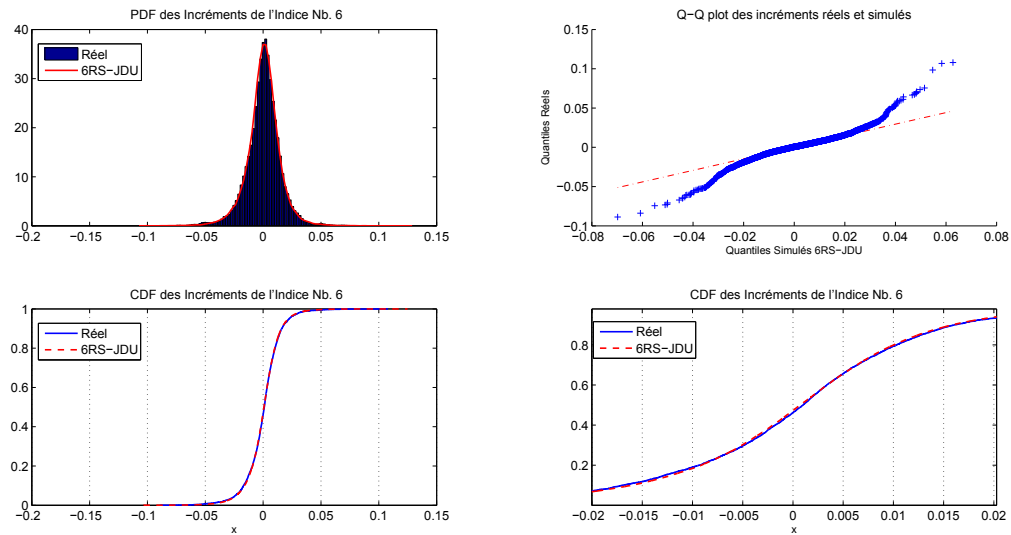 PDF des Incréments de l'Indice Nb. 6
40
30
20
10
0
Réel
6RS−JDU
−0.2 −0.15 −0.1 −0.05 0 0.05 0.1 0.15
Q−Q plot des incréments réels et simulés
0.15
0.1
0.05
0
−0.05
−0.1
Quantiles Réels
−0.08 −0.06 −0.04 −0.02 0 0.02 0.04 0.06 0.08
Quantiles Simulés 6RS−JDU
CDF des Incréments de l'Indice Nb. 6
1
0.8
0.6
0.4
0.2
0
Réel
6RS−JDU
−0.2 −0.15 −0.1 −0.05 0 0.05 0.1 0.15
x
CDF des Incréments de l'Indice Nb. 6
0.8
0.6
0.4
0.2
Réel
6RS−JDU
−0.02 −0.015 −0.01 −0.005 0 0.005 0.01 0.015 0.02
x